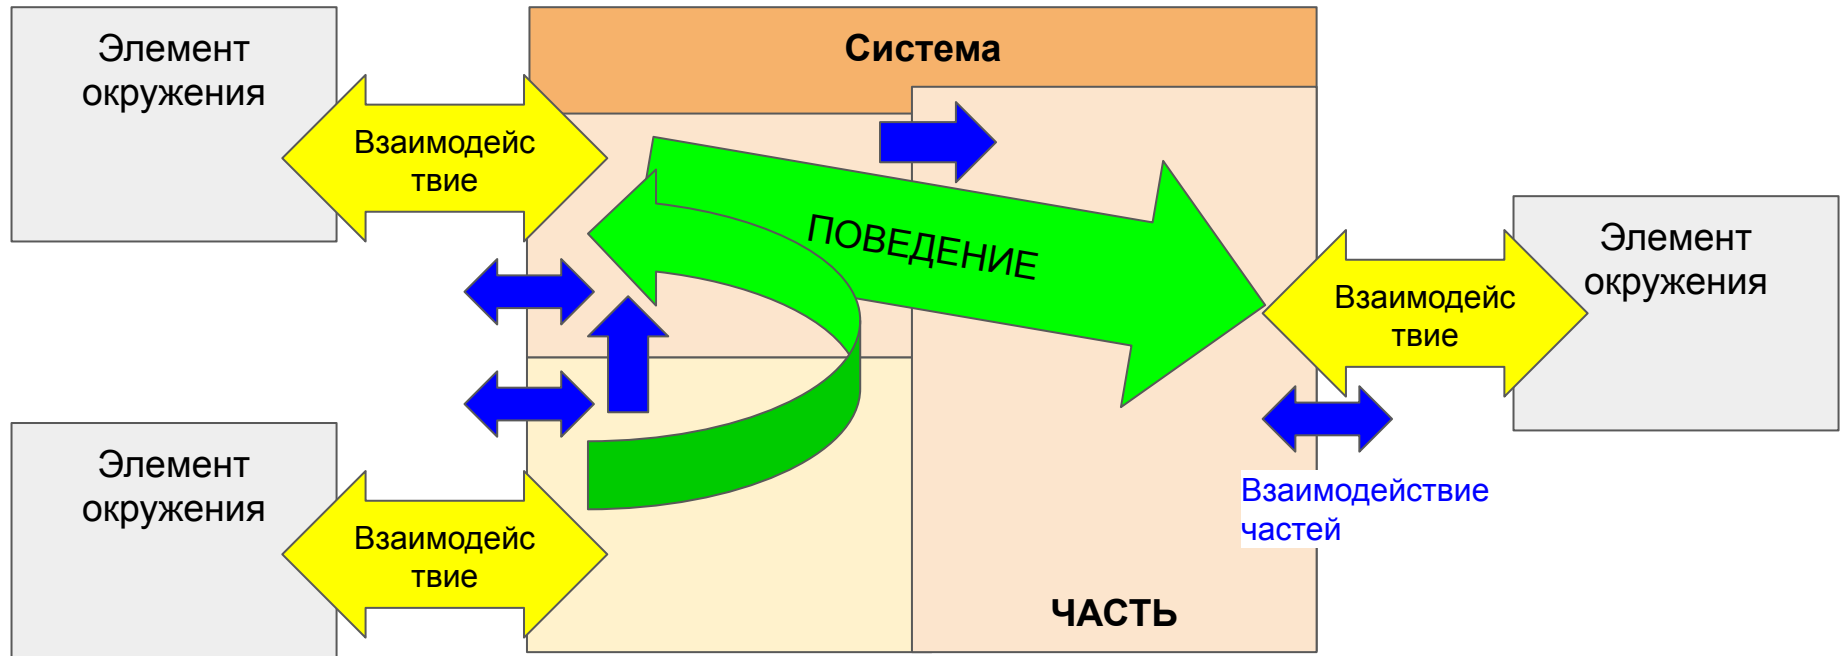 Элемент
окружения
Система
Взаимодейс
твие
ПОВЕДЕНИЕ
Элемент
окружения
Взаимодейс
твие
Элемент
окружения
Взаимодейс
твие
Взаимодействие
частей
ЧАСТЬ